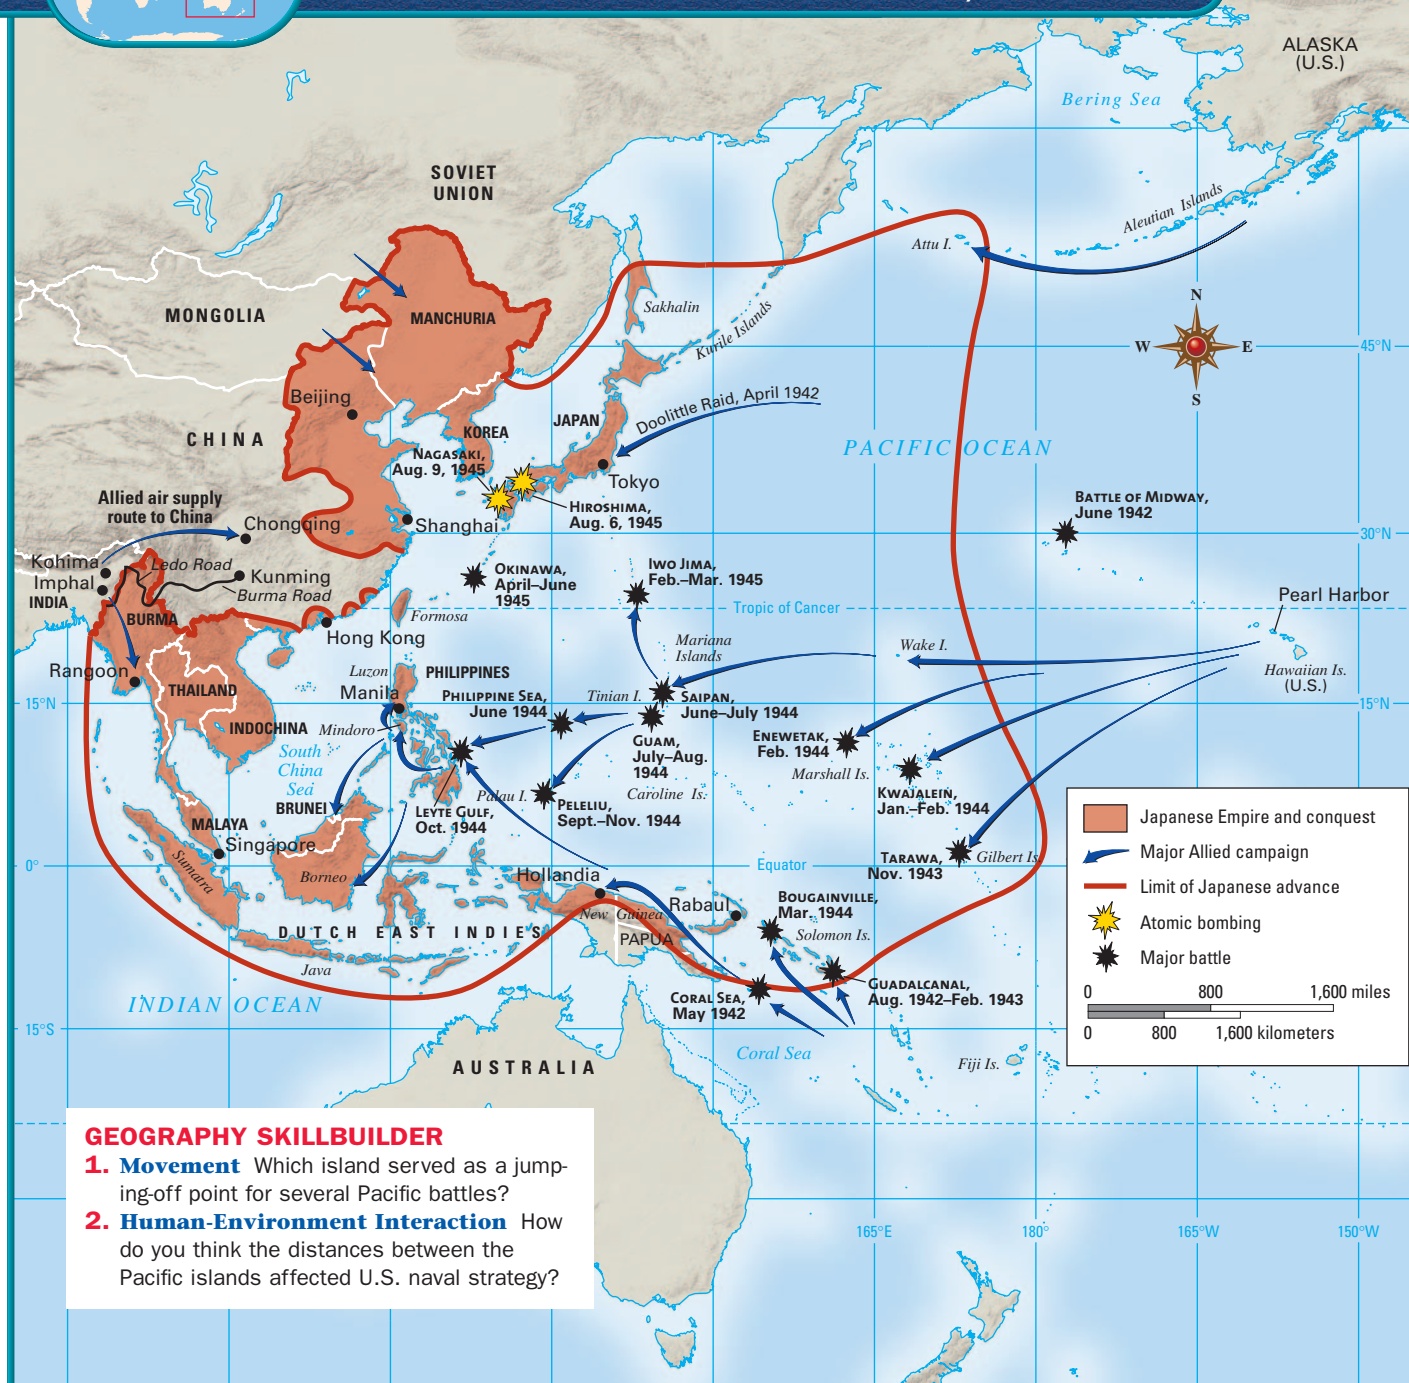 ALASKA
(U.S.)
Bering Sea
SOVIET
UNION
Aleutian Islands
Attu I.
N
W
E
S
MONGOLIA
MANCHURIA
Sakhalin
Kurile Islands
45°N
Beijing
Doolittle Raid, April 1942
JAPAN
CHINA
KOREA
PACIFIC OCEAN
NAGASAKI,
Aug. 9, 1945
Tokyo
HIROSHIMA,
Aug. 6, 1945
BATTLE OF MIDWAY,
June 1942
Allied air supply
route to China
Chongqing
Shanghai
30°N
Kohima
Imphal
INDIA
Ledo Road
Kunming
Burma Road
BURMA
OKINAWA,
April–June
1945
IWO JIMA,
Feb.–Mar. 1945
Formosa
Tropic of Cancer
Pearl Harbor
Hong Kong
Mariana
Islands
Wake I.
Hawaiian Is.
(U.S.)
Rangoon
Luzon
PHILIPPINES
Manila
THAILAND
PHILIPPINE SEA,
June 1944
Tinian I.
SAIPAN,
June–July 1944
15°N
15°N
INDOCHINA
Mindoro
South
China
Sea
GUAM,
July–Aug.
1944
ENEWETAK,
Feb. 1944
Marshall Is.
BRUNEI
Palau I.
Caroline Is.
LEYTE GULF,
Oct. 1944
PELELIU,
Sept.–Nov. 1944
KWAJALEIN,
Jan.–Feb. 1944
MALAYA
Singapore
Sumatra
0°
Equator
TARAWA,
Nov. 1943
Gilbert Is.
Borneo
Hollandia
New Guinea
Rabaul
BOUGAINVILLE,
Mar. 1944
Solomon Is.
DUTCH EAST INDIES
PAPUA
Java
INDIAN OCEAN
CORAL SEA,
May 1942
GUADALCANAL,
Aug. 1942–Feb. 1943
15°S
Coral Sea
Fiji Is.
AUSTRALIA
Japanese Empire and conquest
Major Allied campaign
Limit of Japanese advance
Atomic bombing
Major battle
0 800 1,600 miles
0 800 1,600 kilometers
165°E
180°
165°W
150°W
GEOGRAPHY SKILLBUILDER
1. Movement Which island served as a jump-
ing-off point for several Pacific battles?
2. Human-Environment Interaction How
do you think the distances between the
Pacific islands affected U.S. naval strategy?